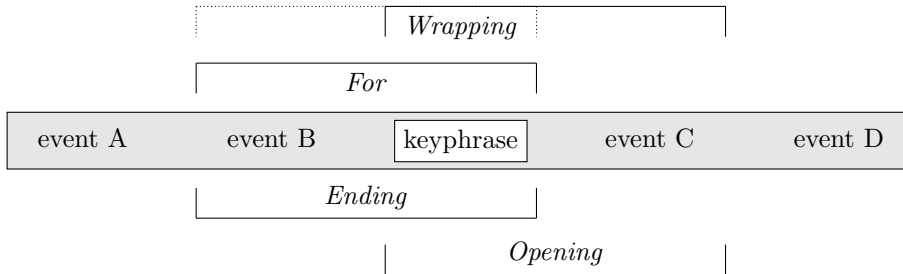 Wrapping
For
event A event B keyphrase event C event D
Ending
Opening